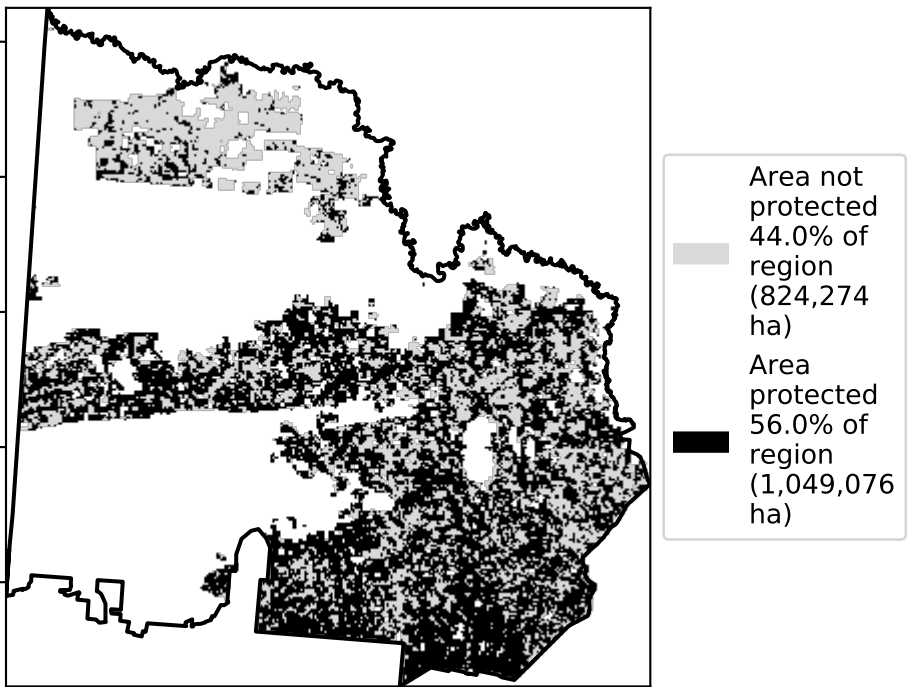 Area not
protected
44.0% of
region
(824,274
ha)
Area
protected
56.0% of
region
(1,049,076
ha)